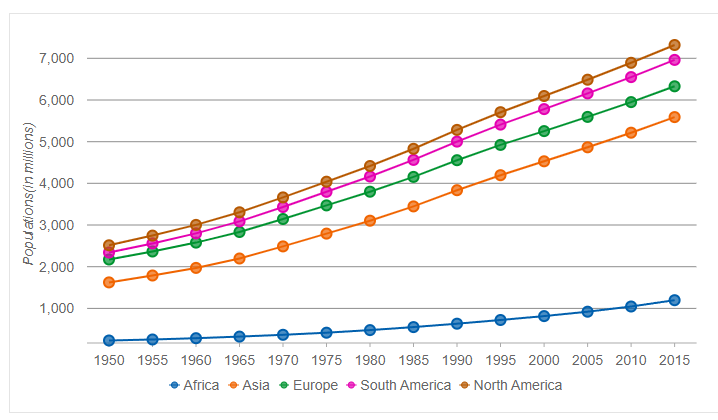 7,000
6,000
5,000
4,000
3,000
2,000
1,000
Populations(in millions)
1950 1955 1960 1965 1970 1975 1980 1985 1990 1995 2000 2005 2010 2015
Africa Asia Europe South America North America